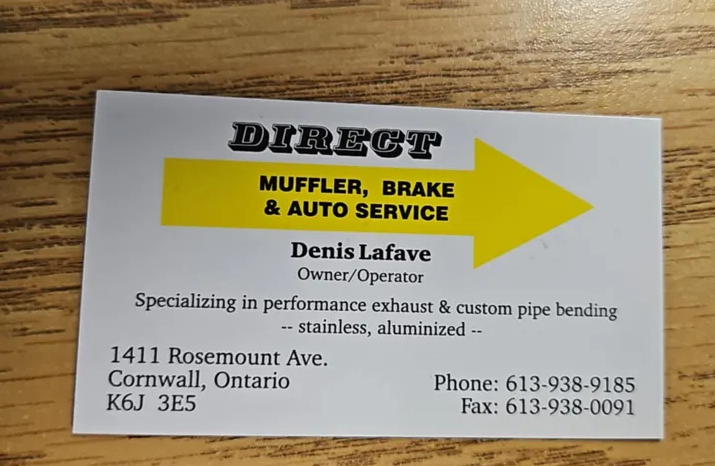 DIRECT
MUFFLER, BRAKE
& AUTO SERVICE
Denis Lafave
Owner/Operator
Specializing in performance exhaust & custom pipe bending
-- stainless, aluminized --
1411 Rosemount Ave.
Cornwall, Ontario
K6J 3E5
Phone: 613-938-9185
Fax: 613-938-0091